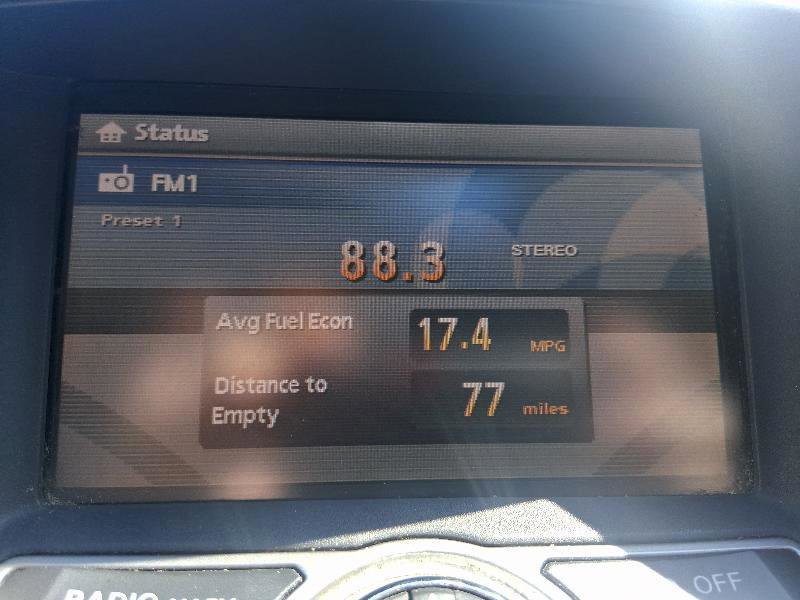 Status
FM1
Preset 1
88.3 STEREO
Avg Fuel Econ 17.4 MPG
Distance to
Empty 77 miles
RADIO
OFF